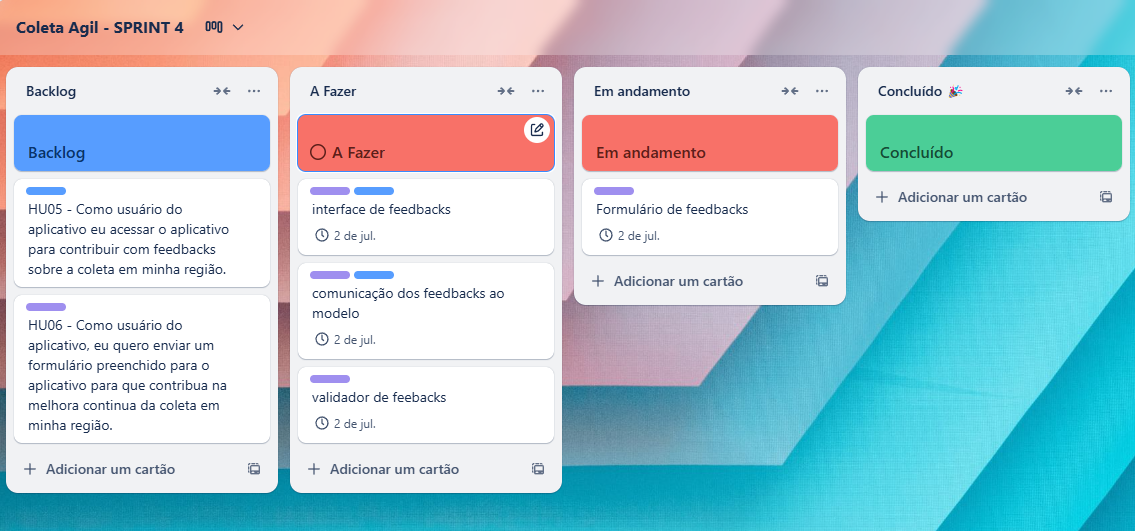 Coleta Agil - SPRINT 4
Backlog
Backlog
HU05 - Como usuário do
aplicativo eu acessar o aplicativo
para contribuir com feedbacks
sobre a coleta em minha região.
HU06 - Como usuário do
aplicativo, eu quero enviar um
formulário preenchido para o
aplicativo para que contribua na
melhora continua da coleta em
minha região.
Adicionar um cartão
A Fazer
A Fazer
interface de feedbacks
2 de jul.
comunicação dos feedbacks ao
modelo
2 de jul.
validador de feebacks
2 de jul.
Adicionar um cartão
Em andamento
Em andamento
Formulário de feedbacks
2 de jul.
Adicionar um cartão
Concluído 🎉
Concluído
Adicionar um cartão